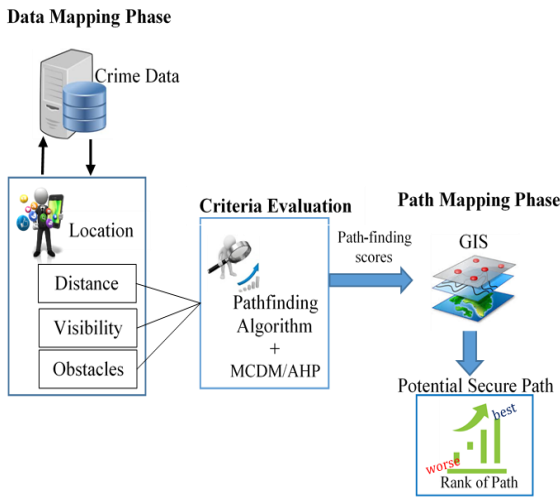 Data Mapping Phase
Crime Data
Location
Distance
Visibility
Obstacles
Criteria Evaluation
Pathfinding
Algorithm
+
MCDM/AHP
Path-finding
scores
Path Mapping Phase
GIS
Potential Secure Path
worse
best
Rank of Path